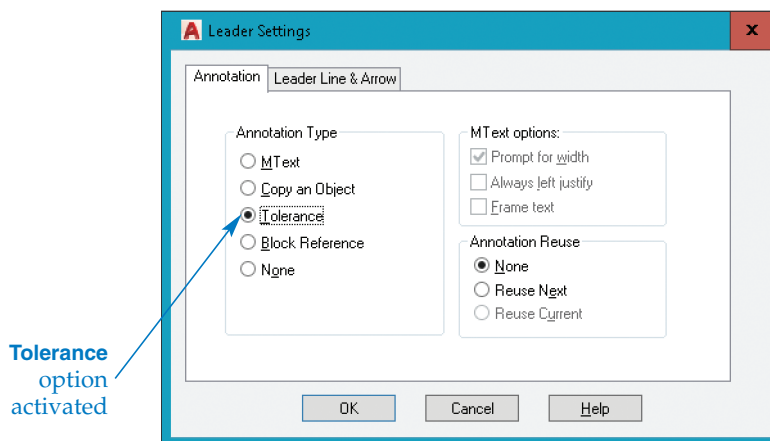 A Leader Settings x
Annotation Leader Line & Arrow
Annotation Type
MText
Copy an Object
Tolerance
Block Reference
None
MText options:
Prompt for width
Always left justify
Frame text
Annotation Reuse
None
Reuse Next
Reuse Current
Tolerance
option
activated
OK Cancel Help